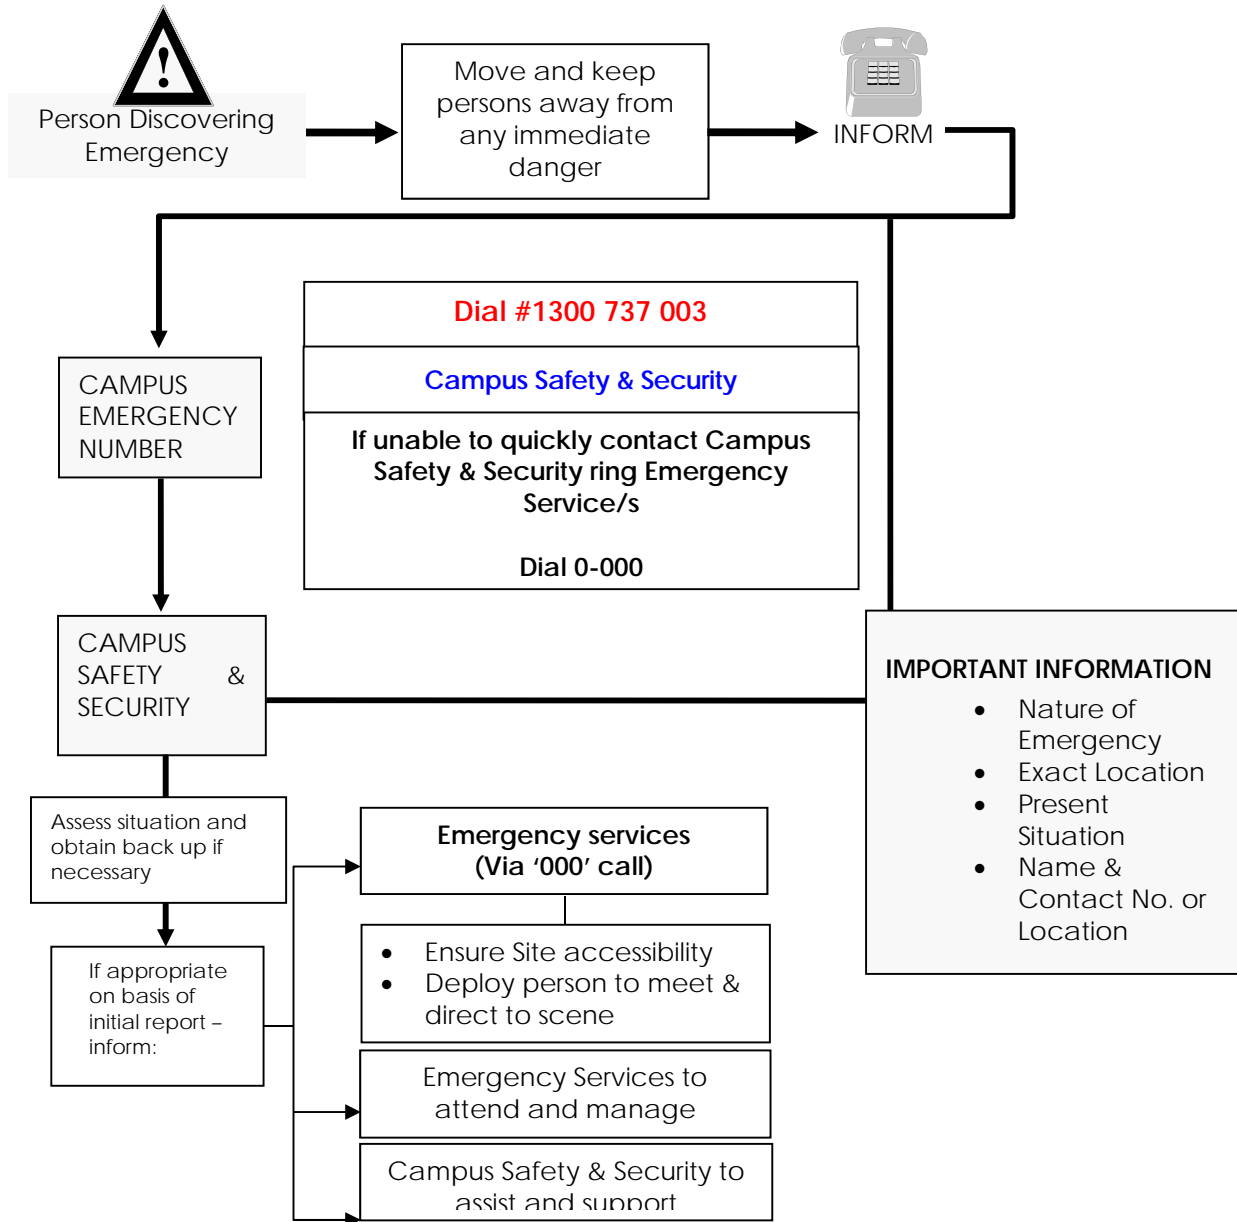 !
Person Discovering
Emergency
Move and keep
persons away from
any immediate
danger
INFORM
Dial #1300 737 003
Campus Safety & Security
If unable to quickly contact Campus
Safety & Security ring Emergency
Service/s
Dial 0-000
CAMPUS
EMERGENCY
NUMBER
CAMPUS
SAFETY &
SECURITY
IMPORTANT INFORMATION
• Nature of
Emergency
• Exact Location
• Present
Situation
• Name &
Contact No. or
Location
Assess situation and
obtain back up if
necessary
If appropriate
on basis of
initial report –
inform:
Emergency services
(Via ‘000’ call)
• Ensure Site accessibility
• Deploy person to meet &
direct to scene
Emergency Services to
attend and manage
Campus Safety & Security to
assist and support